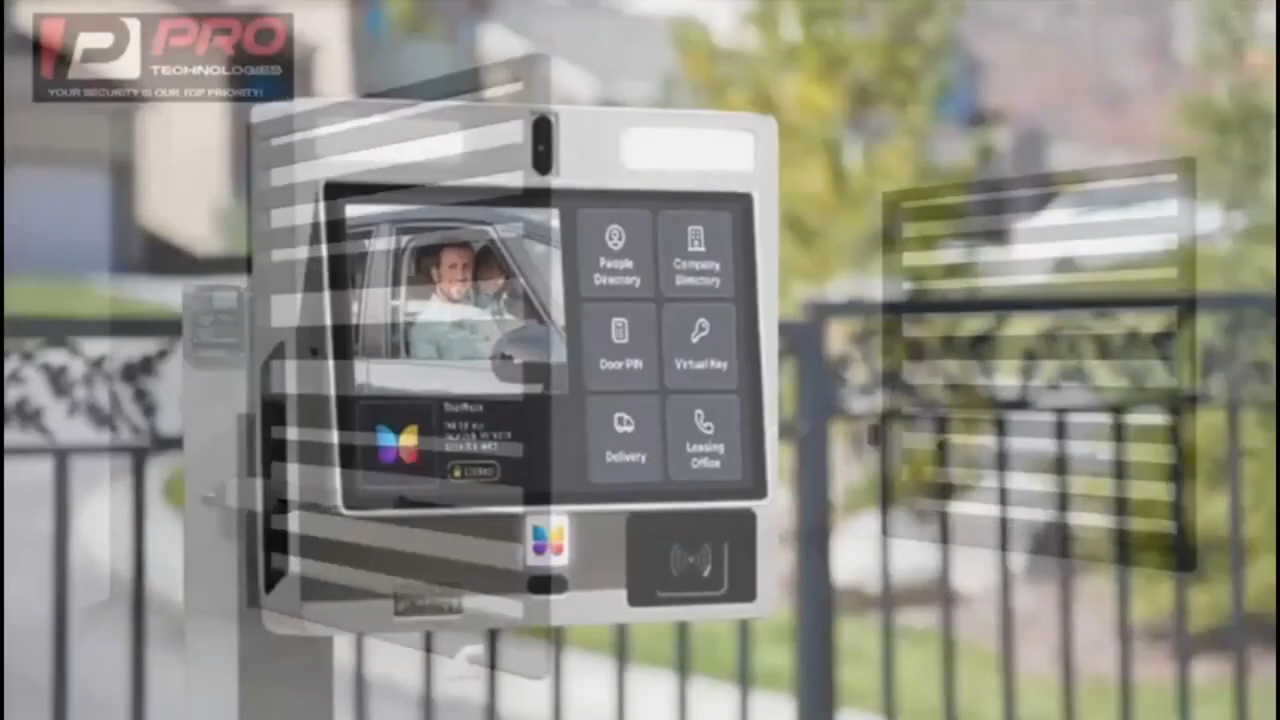 PRO
TECHNOLOGIES
YOUR SECURITY IS OUR TOP PRIORITY!
People
Directory
Company
Directory
Door PIN
Virtual Key
Delivery
Leasing
Office